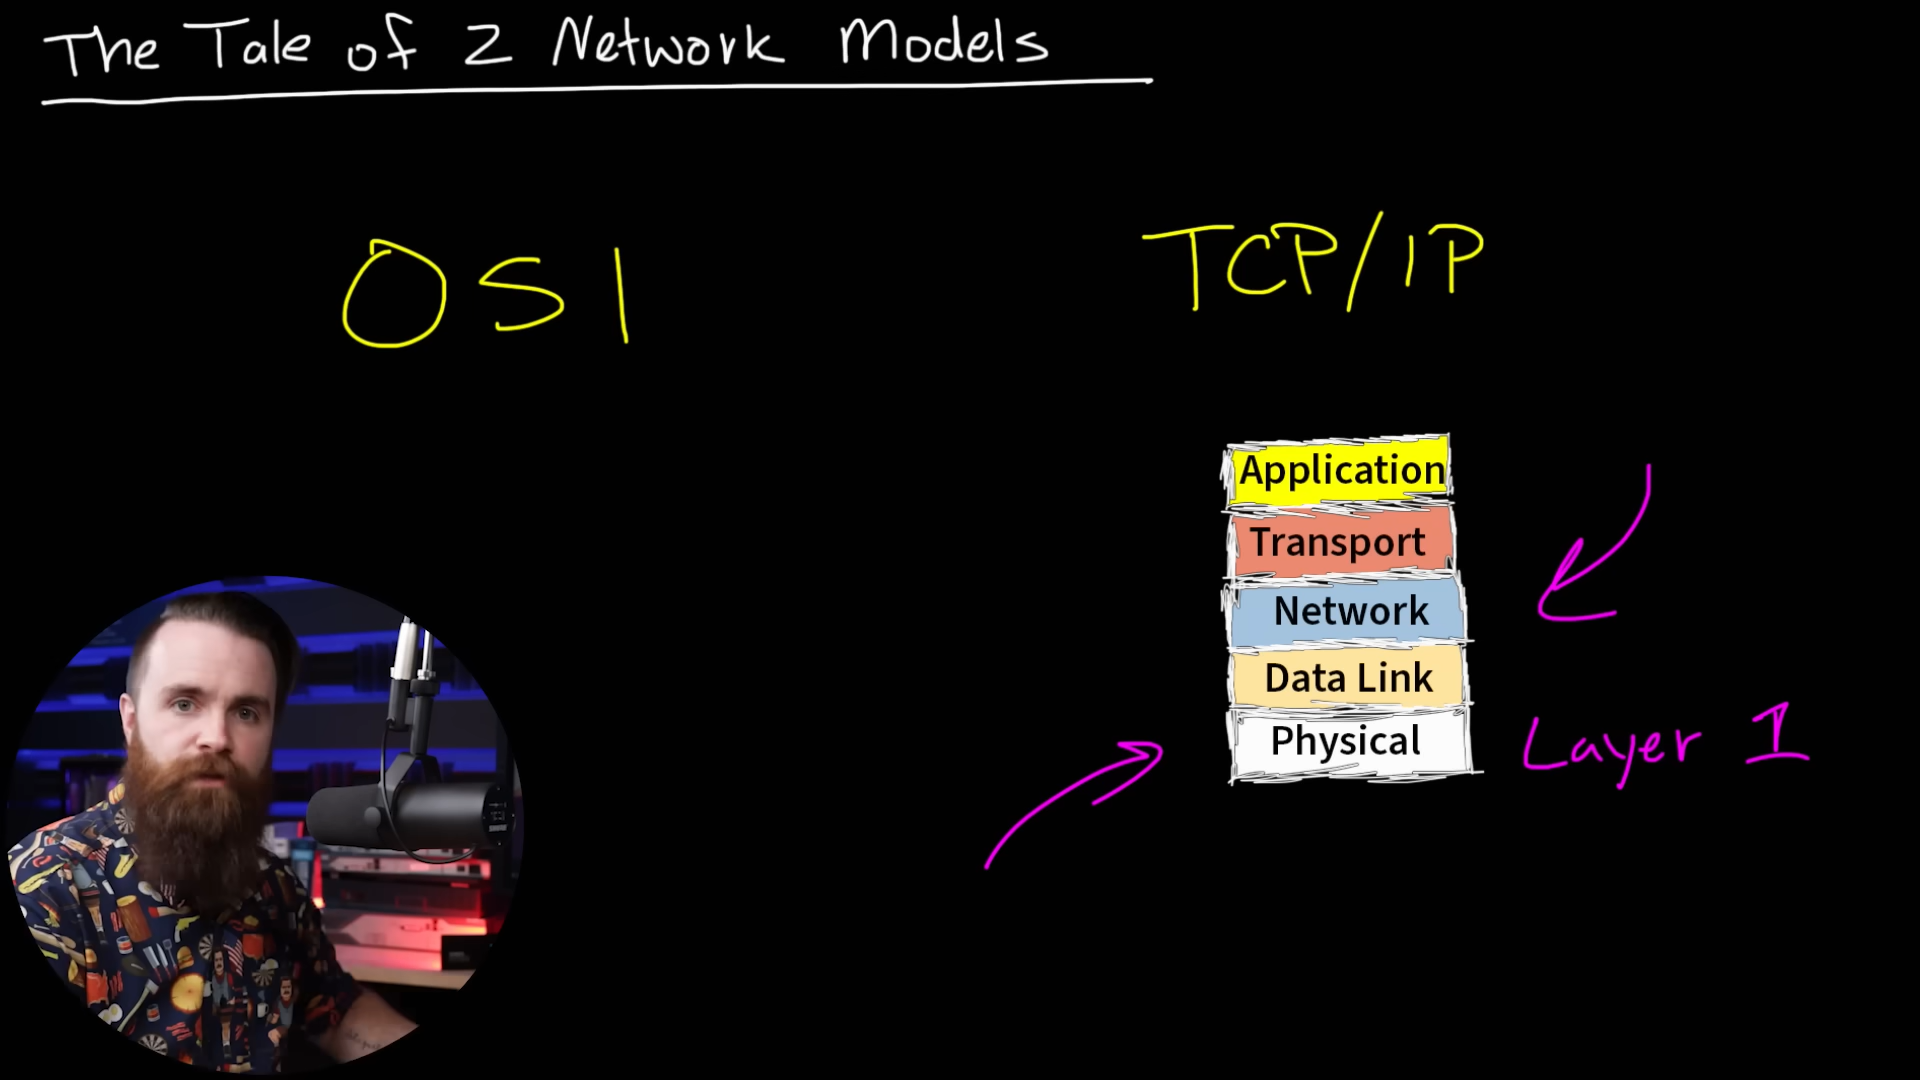 The Tale of 2 Network Models
OSI
TCP/IP
Application
Transport
Network
Data Link
Physical
Layer 1